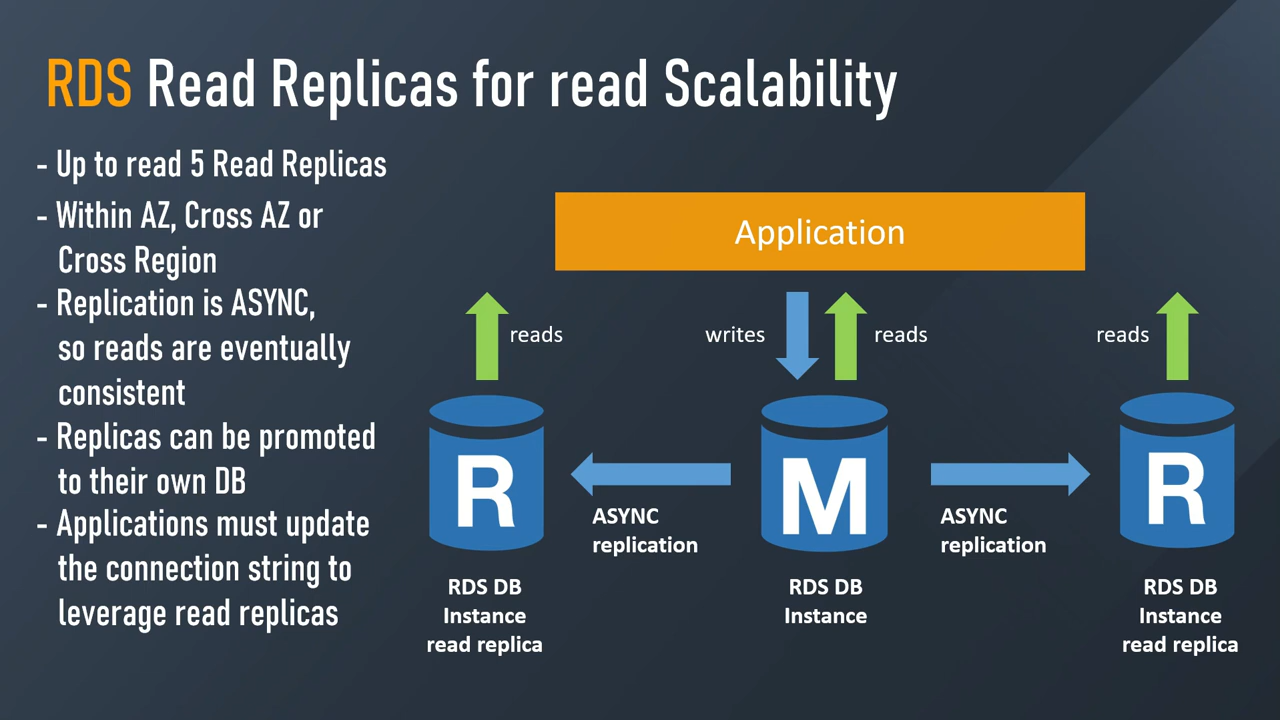 RDS Read Replicas for read Scalability
- Up to read 5 Read Replicas
- Within AZ, Cross AZ or
Cross Region
- Replication is ASYNC,
so reads are eventually
consistent
- Replicas can be promoted
to their own DB
- Applications must update
the connection string to
leverage read replicas
Application
reads
writes
reads
reads
R
M
R
ASYNC
replication
ASYNC
replication
RDS DB
Instance
read replica
RDS DB
Instance
RDS DB
Instance
read replica